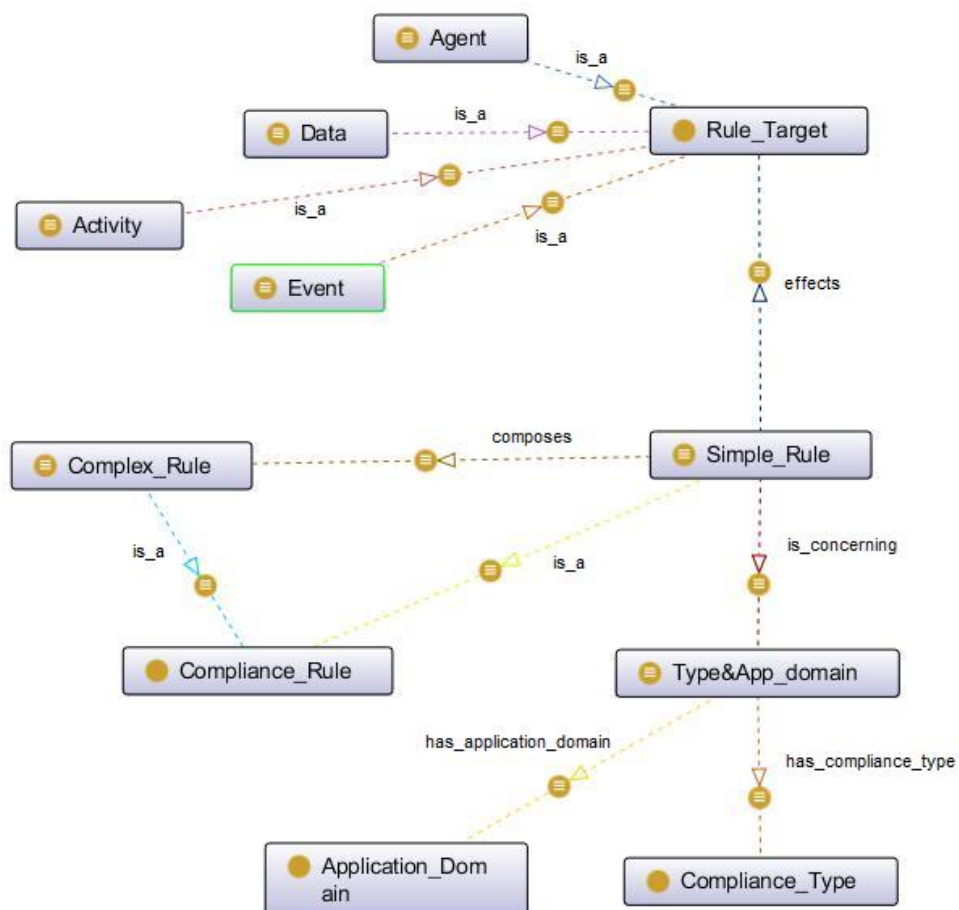 Agent
is_a
Data
is_a
Rule_Target
Activity
is_a
is_a
Event
effects
composes
Complex_Rule
Simple_Rule
is_a
is_a
is_concerning
Compliance_Rule
Type&App_domain
has_application_domain
has_compliance_type
Application_Dom
ain
Compliance_Type